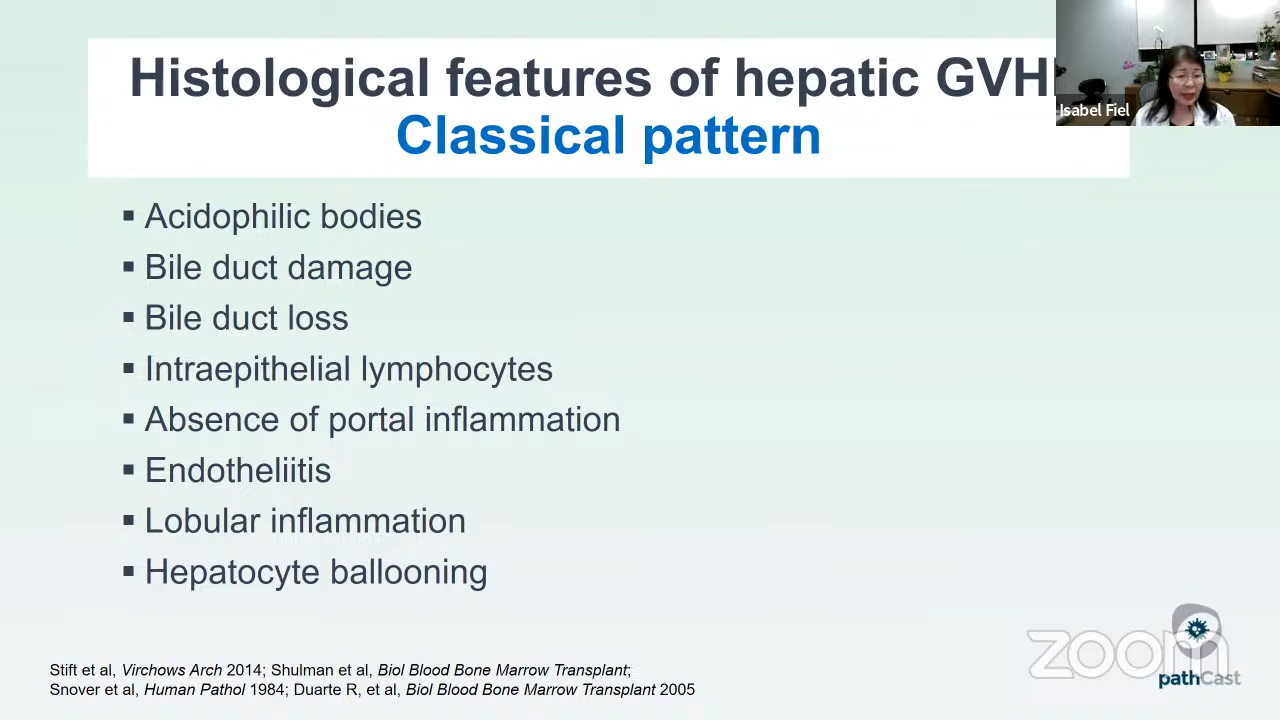 Histological features of hepatic GVH
Classical pattern
Isabel Fiel
▪ Acidophilic bodies
▪ Bile duct damage
▪ Bile duct loss
▪ Intraepithelial lymphocytes
▪ Absence of portal inflammation
▪ Endotheliitis
▪ Lobular inflammation
▪ Hepatocyte ballooning
Stift et al, Virchows Arch 2014; Shulman et al, Biol Blood Bone Marrow Transplant;
Snover et al, Human Pathol 1984; Duarte R, et al, Biol Blood Bone Marrow Transplant 2005
zoom
pathCast